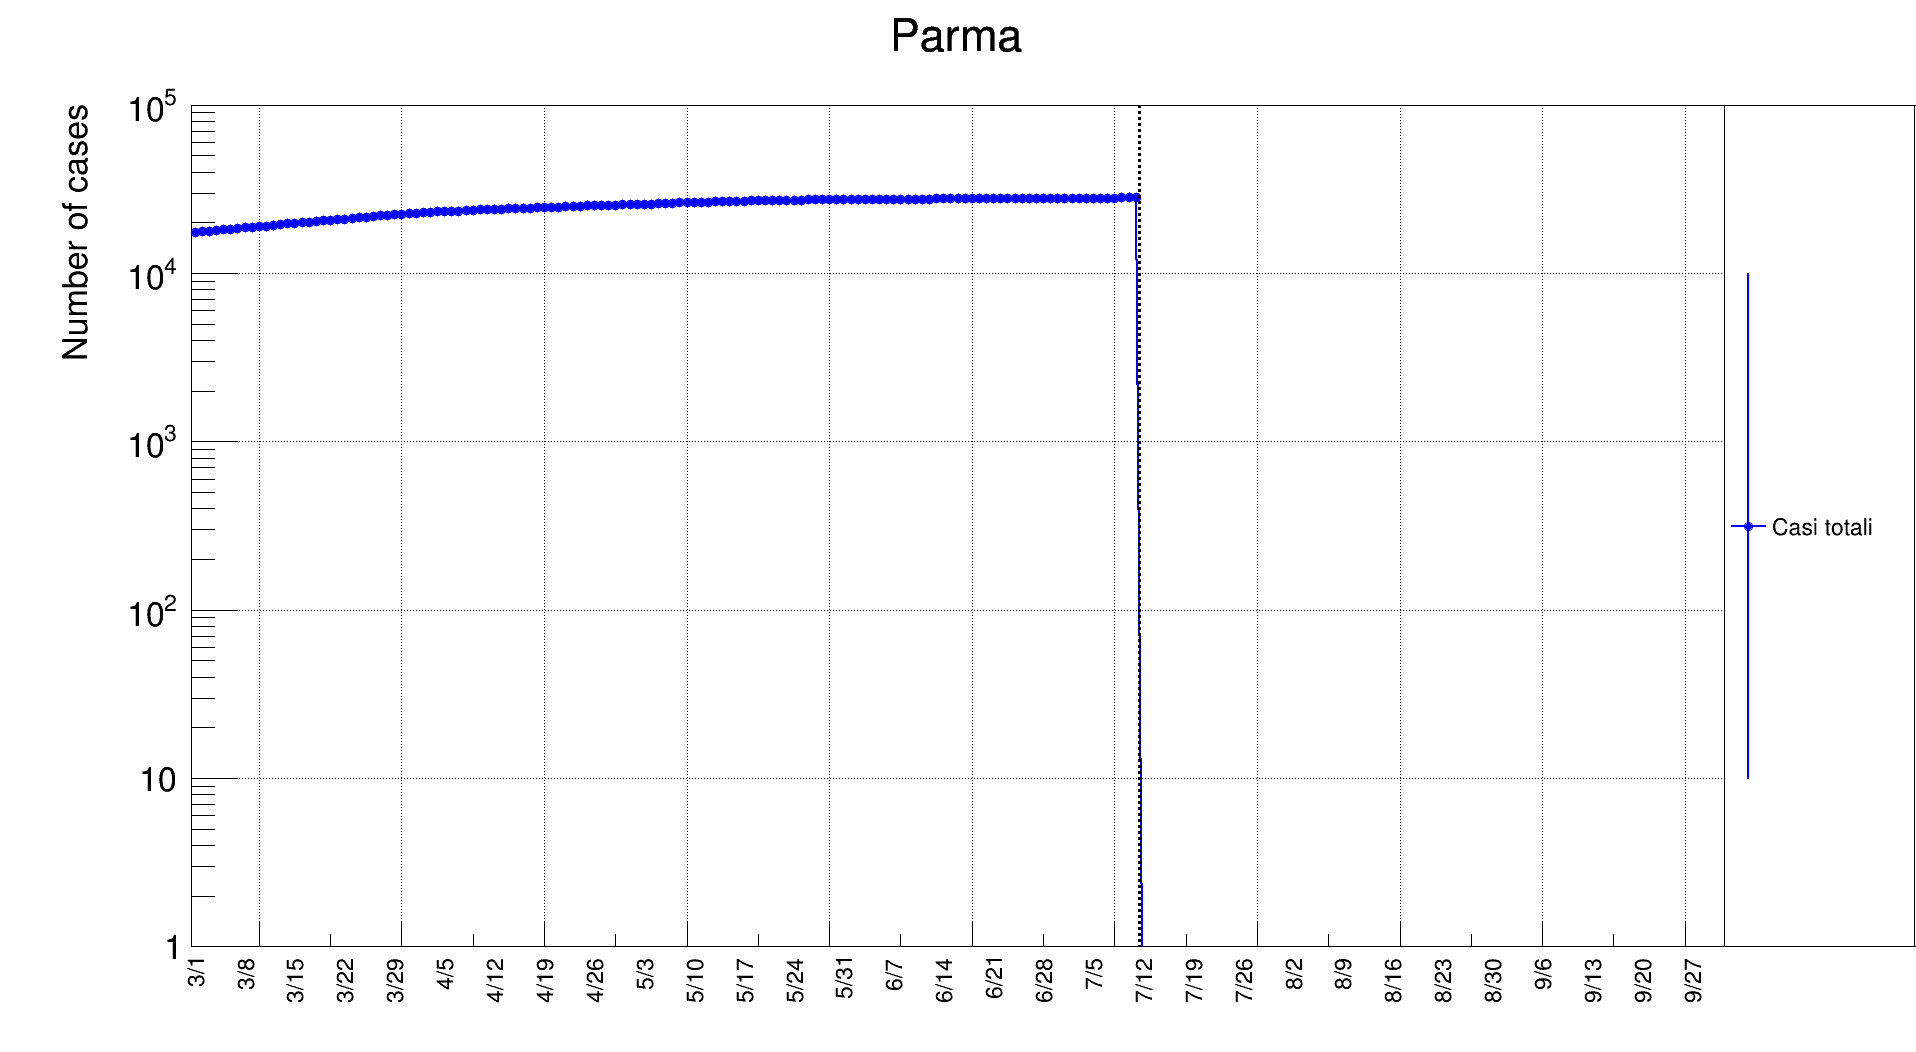 Parma
Number of cases
10^5
10^4
10^3
10^2
10
1
3/1 3/8 3/15 3/22 3/29 4/5 4/12 4/19 4/26 5/3 5/10 5/17 5/24 5/31 6/7 6/14 6/21 6/28 7/5 7/12 7/19 7/26 8/2 8/9 8/16 8/23 8/30 9/6 9/13 9/20 9/27
Casi totali